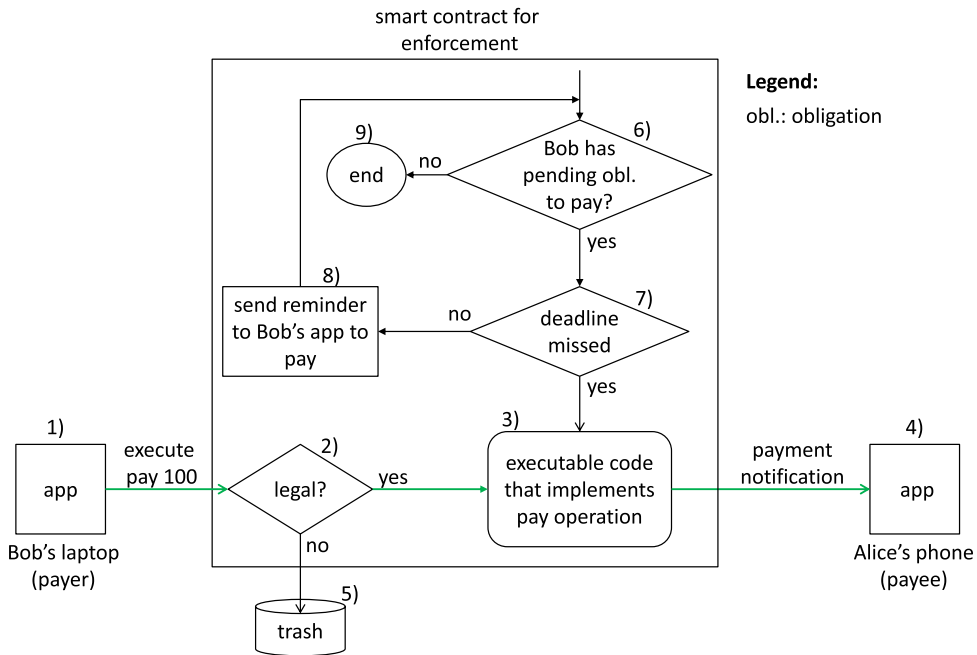 smart contract for
enforcement
Legend:
obl.: obligation
6)
Bob has
pending obl.
to pay?
9)
end
no
yes
8)
send reminder
to Bob’s app to
pay
no
7)
deadline
missed
yes
1)
app
Bob’s laptop
(payer)
execute
pay 100
2)
legal?
yes
no
3)
executable code
that implements
pay operation
payment
notification
4)
app
Alice’s phone
(payee)
5)
trash